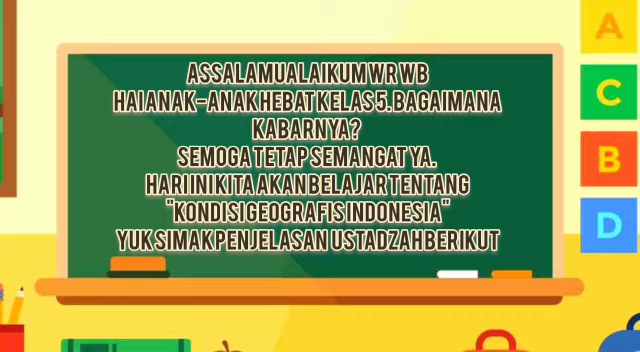 ASSALAMUALAIKUM WR WB
HAI ANAK-ANAK HEBAT KELAS 5. BAGAIMANA
KABARNYA?
SEMOGA TETAP SEMANGAT YA.
HARI INI KITA AKAN BELAJAR TENTANG
"KONDISI GEOGRAFIS INDONESIA"
YUK SIMAK PENJELASAN USTADZAH BERIKUT
A
C
B
D